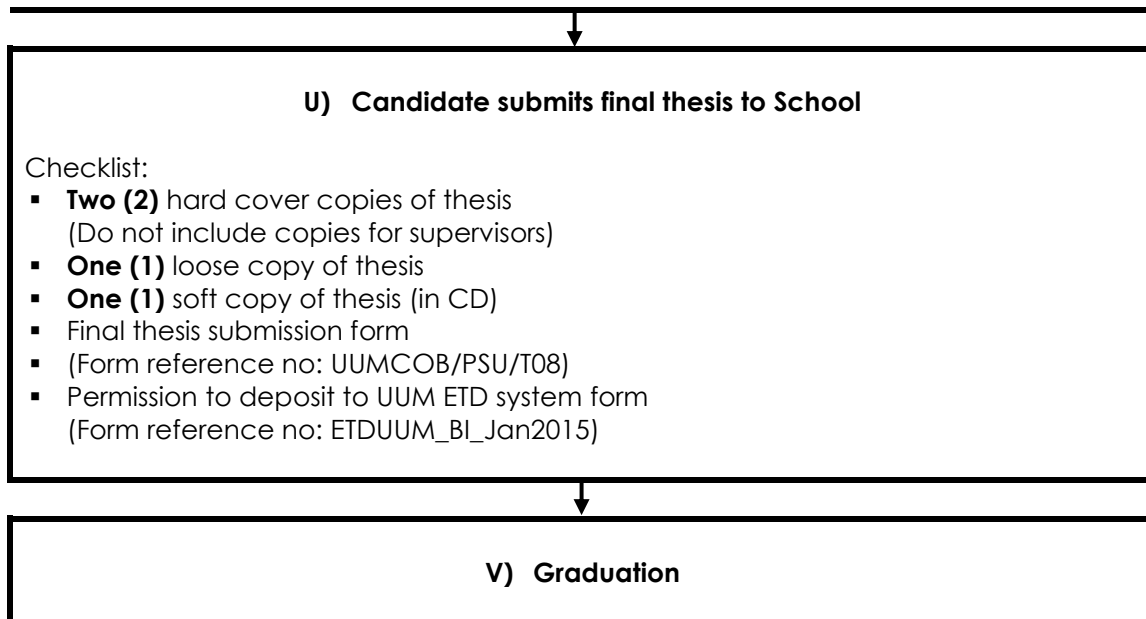 U) Candidate submits final thesis to School
Checklist:
▪ Two (2) hard cover copies of thesis
(Do not include copies for supervisors)
▪ One (1) loose copy of thesis
▪ One (1) soft copy of thesis (in CD)
▪ Final thesis submission form
▪ (Form reference no: UUMCOB/PSU/T08)
▪ Permission to deposit to UUM ETD system form
(Form reference no: ETDUUM_BI_Jan2015)
V) Graduation